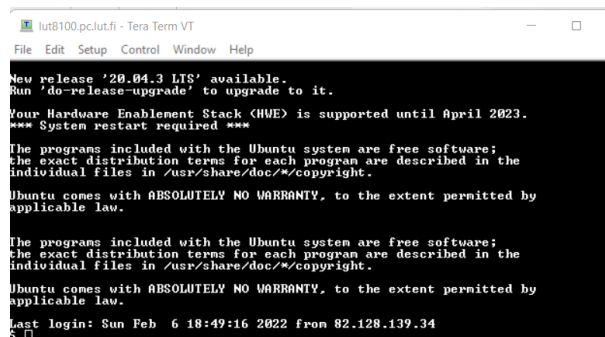 lut8100.pc.lut.fi - Tera Term VT
File Edit Setup Control Window Help
New release '20.04.3 LTS' available.
Run 'do-release-upgrade' to upgrade to it.
Your Hardware Enablement Stack (HWE) is supported until April 2023.
*** System restart required ***
The programs included with the Ubuntu system are free software;
the exact distribution terms for each program are described in the
individual files in /usr/share/doc/*/copyright.
Ubuntu comes with ABSOLUTELY NO WARRANTY, to the extent permitted by
applicable law.
The programs included with the Ubuntu system are free software;
the exact distribution terms for each program are described in the
individual files in /usr/share/doc/*/copyright.
Ubuntu comes with ABSOLUTELY NO WARRANTY, to the extent permitted by
applicable law.
Last login: Sun Feb  6 18:49:16 2022 from 82.128.139.34
$